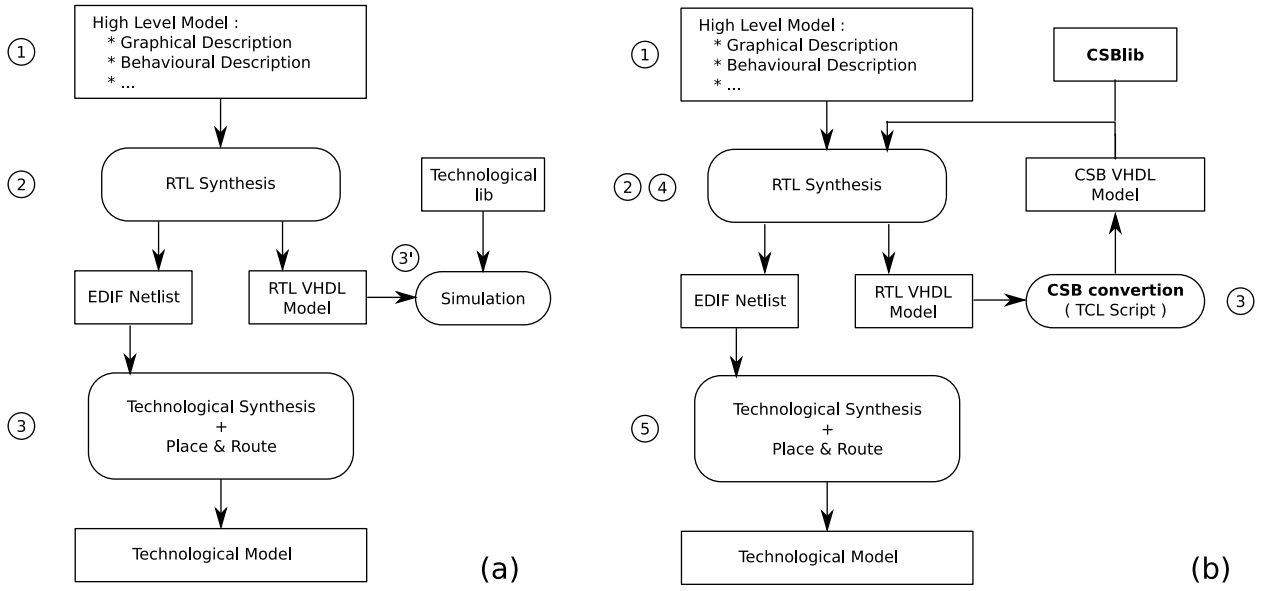 High Level Model :
* Graphical Description
* Behavioural Description
* ...
1
2
RTL Synthesis
Technological
lib
3'
EDIF Netlist
RTL VHDL
Model
Simulation
3
Technological Synthesis
+
Place & Route
Technological Model
(a)
High Level Model :
* Graphical Description
* Behavioural Description
* ...
1
CSBlib
2
4
RTL Synthesis
CSB VHDL
Model
EDIF Netlist
RTL VHDL
Model
CSB convertion
( TCL Script )
3
5
Technological Synthesis
+
Place & Route
Technological Model
(b)